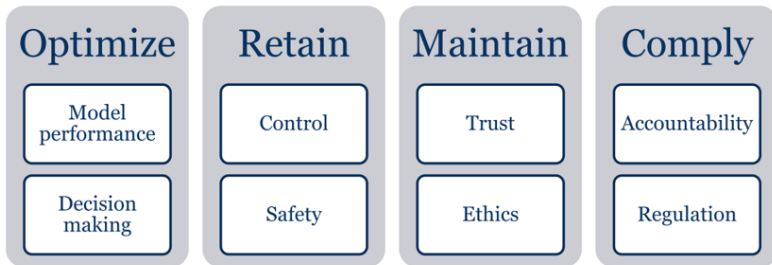 Optimize
Model
performance
Decision
making
Retain
Control
Safety
Maintain
Trust
Ethics
Comply
Accountability
Regulation